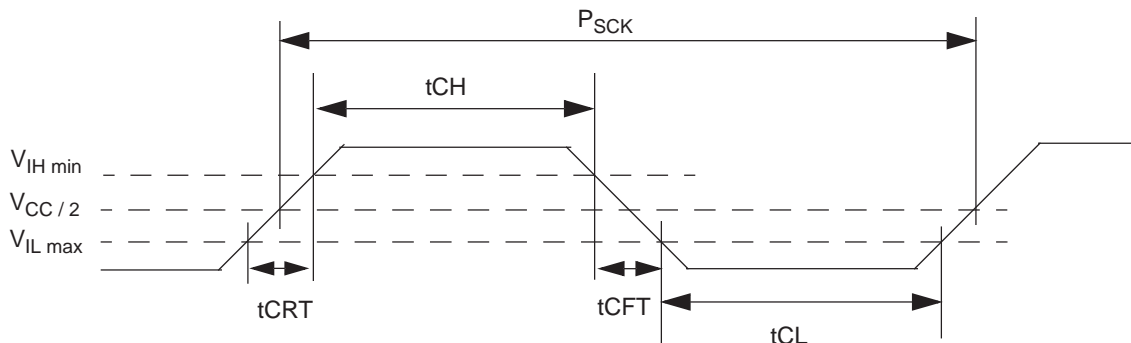 PSCK
tCH
VIH min
VCC / 2
VIL max
tCRT
tCFT
tCL